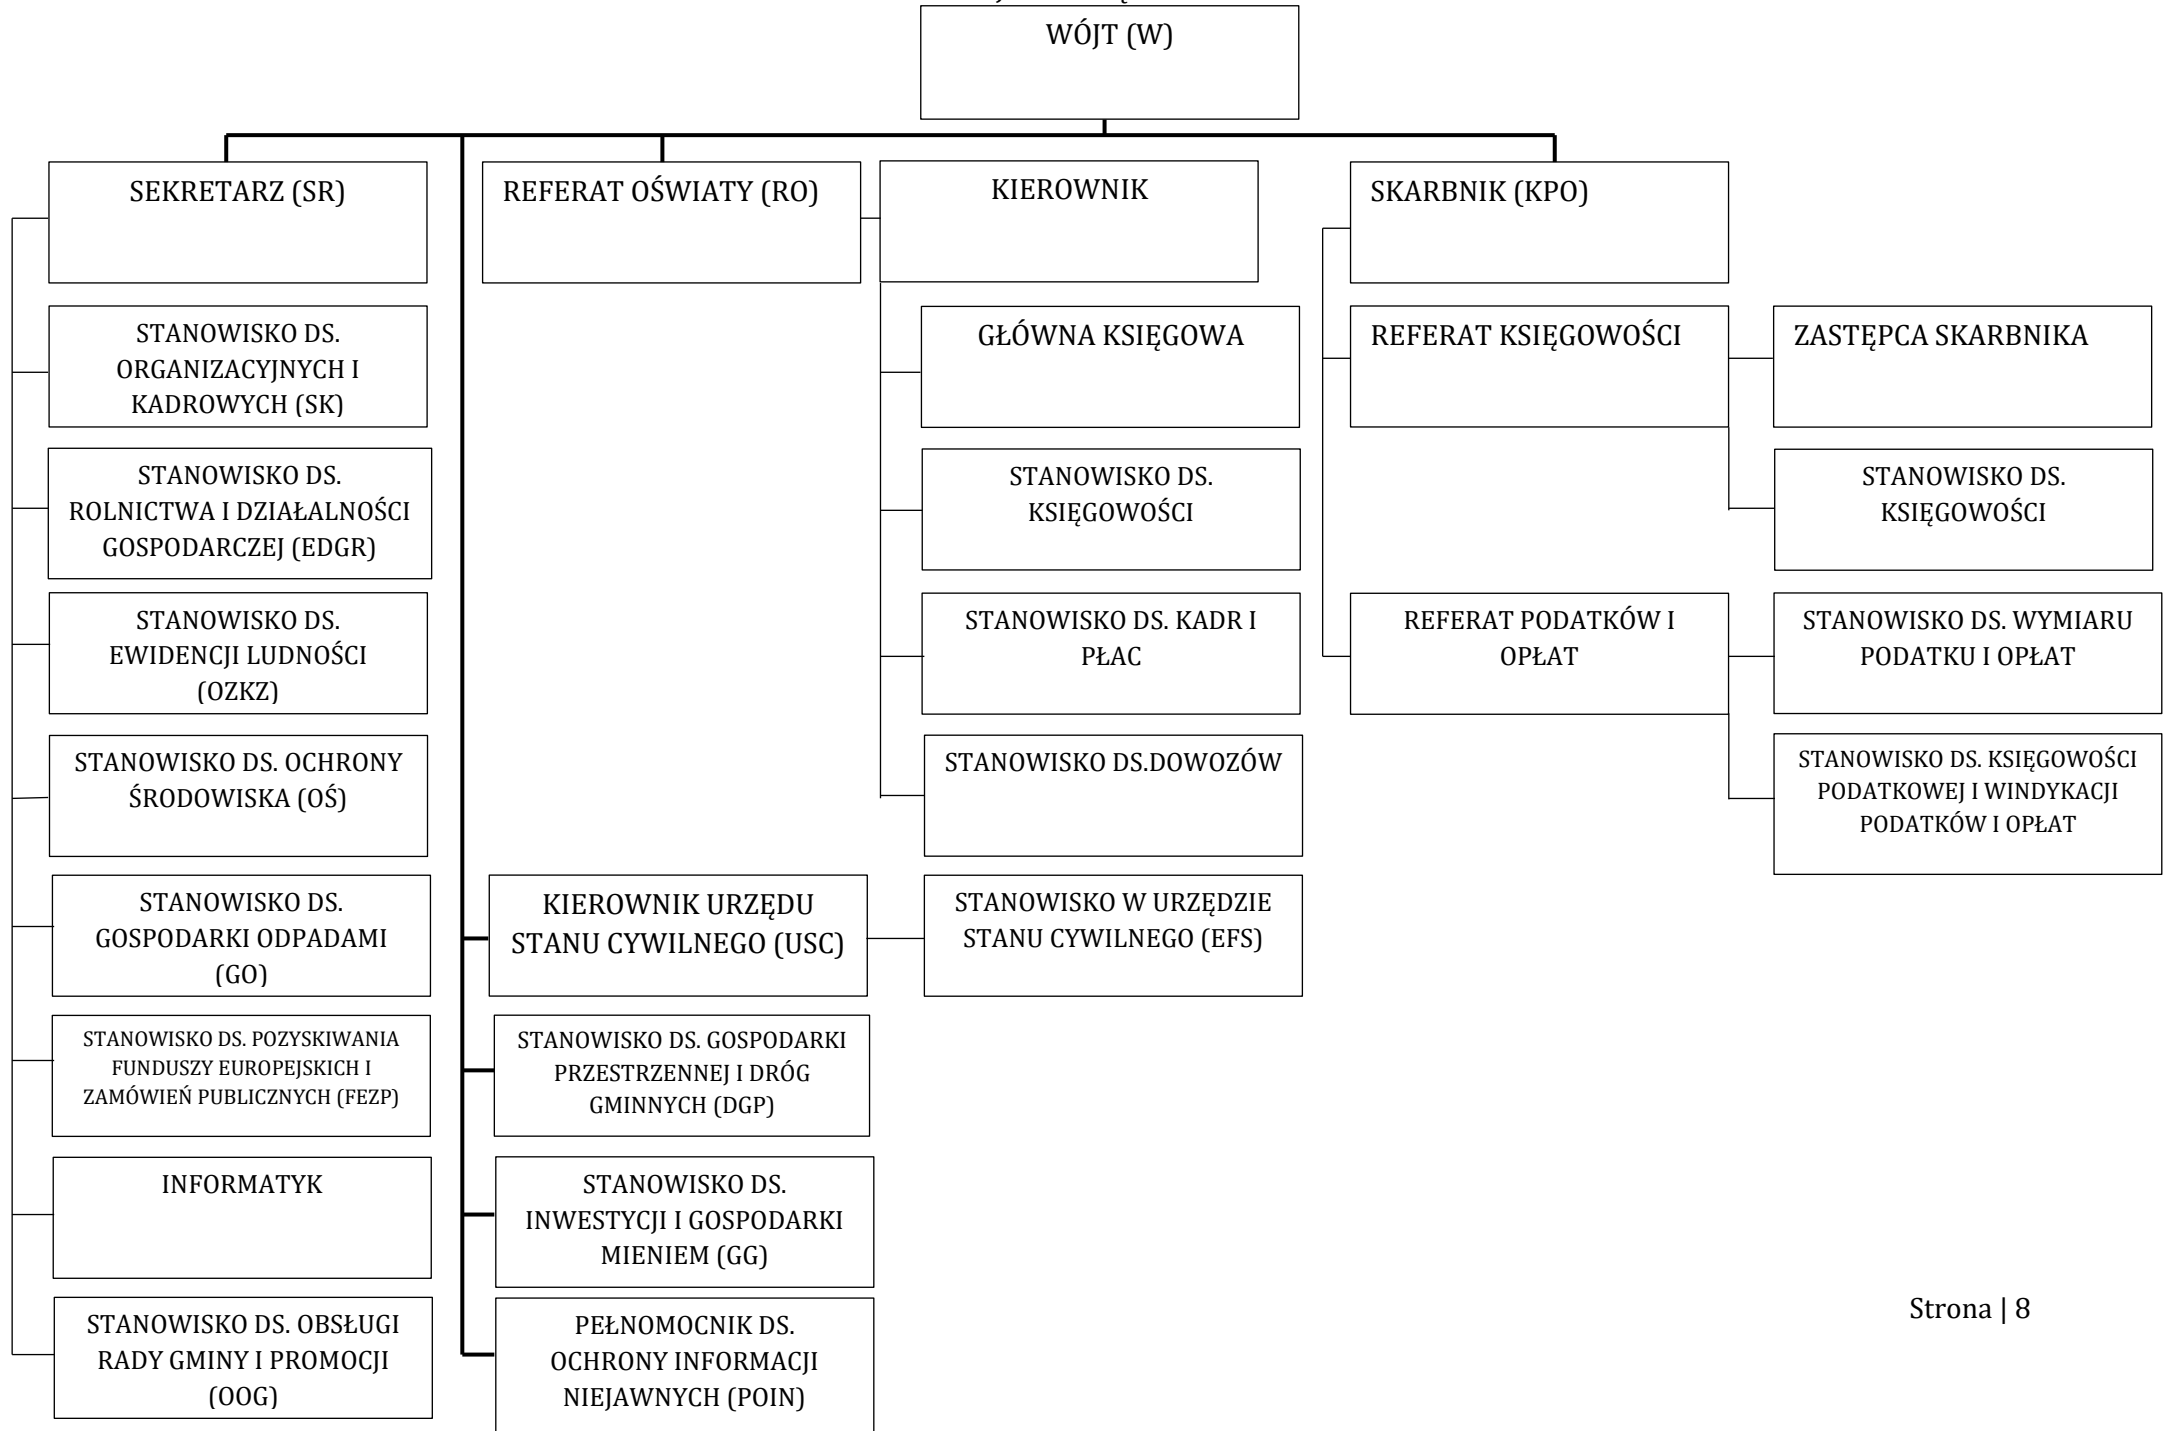 WÓJT (W)
SEKRETARZ (SR)
REFERAT OŚWIATY (RO)
KIEROWNIK
SKARBNIK (KPO)
STANOWISKO DS.
ORGANIZACYJNYCH I
KADROWYCH (SK)
GŁÓWNA KSIĘGOWA
REFERAT KSIĘGOWOŚCI
ZASTĘPCA SKARBNIKA
STANOWISKO DS.
ROLNICTWA I DZIAŁALNOŚCI
GOSPODARCZEJ (EDGR)
STANOWISKO DS.
KSIĘGOWOŚCI
STANOWISKO DS.
KSIĘGOWOŚCI
STANOWISKO DS.
EWIDENCJI LUDNOŚCI
(OZKZ)
STANOWISKO DS. KADR I
PŁAC
REFERAT PODATKÓW I
OPŁAT
STANOWISKO DS. WYMIARU
PODATKU I OPŁAT
STANOWISKO DS. OCHRONY
ŚRODOWISKA (OŚ)
STANOWISKO DS.DOWOZÓW
STANOWISKO DS. KSIĘGOWOŚCI
PODATKOWEJ I WINDYKACJI
PODATKÓW I OPŁAT
STANOWISKO DS.
GOSPODARKI ODPADAMI
(GO)
KIEROWNIK URZĘDU
STANU CYWILNEGO (USC)
STANOWISKO W URZĘDZIE
STANU CYWILNEGO (EFS)
STANOWISKO DS. POZYSKIWANIA
FUNDUSZY EUROPEJSKICH I
ZAMÓWIEŃ PUBLICZNYCH (FEZP)
STANOWISKO DS. GOSPODARKI
PRZESTRZENNEJ I DRÓG
GMINNYCH (DGP)
INFORMATYK
STANOWISKO DS.
INWESTYCJI I GOSPODARKI
MIENIEM (GG)
STANOWISKO DS. OBSŁUGI
RADY GMINY I PROMOCJI
(OOG)
PEŁNOMOCNIK DS.
OCHRONY INFORMACJI
NIEJAWNYCH (POIN)
Strona | 8